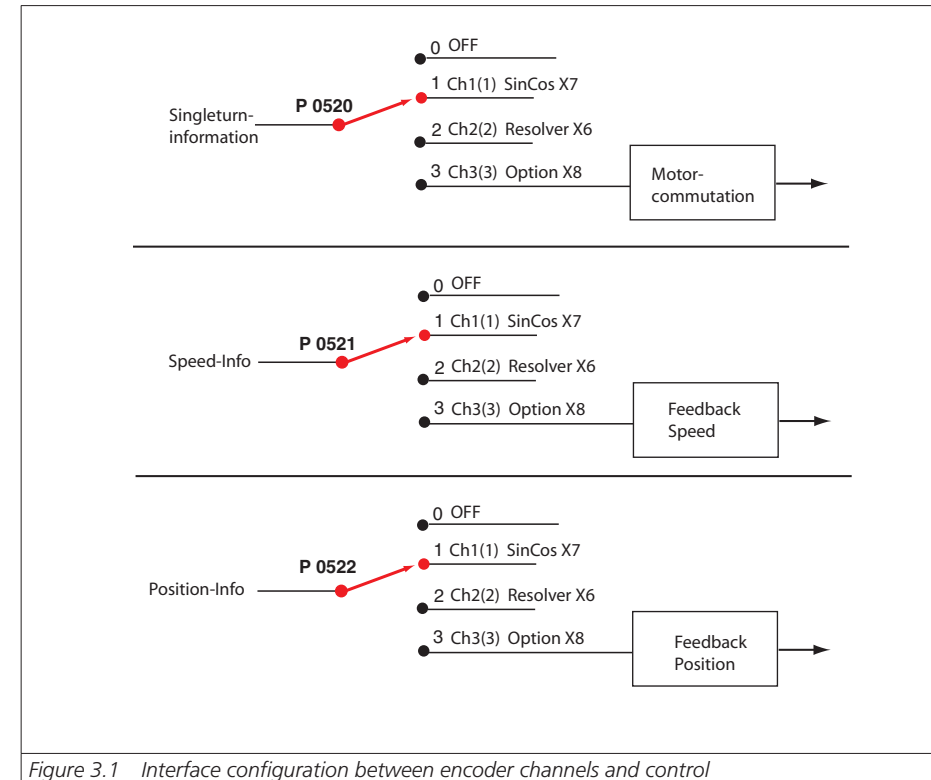 0 OFF
1 Ch1(1) SinCos X7
P 0520
Singleturn-
information
2 Ch2(2) Resolver X6
3 Ch3(3) Option X8
Motor-
commutation
0 OFF
1 Ch1(1) SinCos X7
P 0521
Speed-Info
2 Ch2(2) Resolver X6
3 Ch3(3) Option X8
Feedback
Speed
0 OFF
1 Ch1(1) SinCos X7
P 0522
Position-Info
2 Ch2(2) Resolver X6
3 Ch3(3) Option X8
Feedback
Position
Figure 3.1 Interface configuration between encoder channels and control